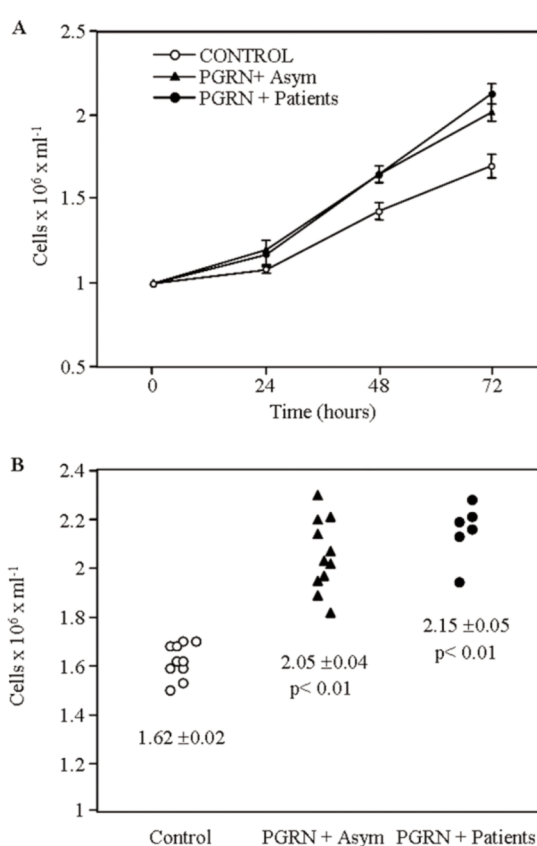 A
2.5
CONTROL
PGRN+ Asym
PGRN + Patients
2
1.5
1
0.5
Cells x 10⁶ x ml⁻¹
0 24 48 72
Time (hours)
B
2.4
2.2
2
1.8
1.6
1.4
1.2
1
Cells x 10⁶ x ml⁻¹
2.15 ±0.05
p< 0.01
2.05 ±0.04
p< 0.01
1.62 ±0.02
Control PGRN + Asym PGRN + Patients